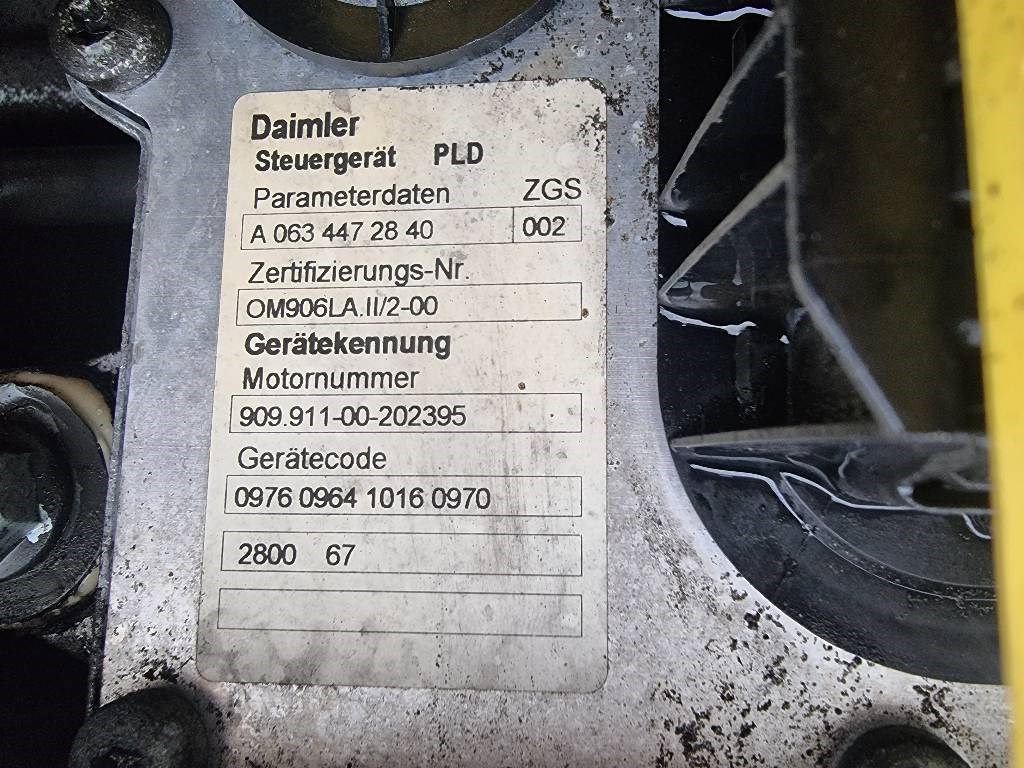 Daimler
Steuergerät PLD
Parameterdaten ZGS
A 063 447 28 40 002
Zertifizierungs-Nr.
OM906LA.II/2-00
Gerätekennung
Motornummer
909.911-00-202395
Gerätecode
0976 0964 1016 0970
2800 67